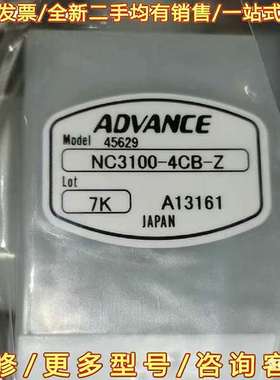 发票/全新二手均有销售/一站式
ADVANCE
Model 45629
NC3100-4CB-Z
Lot
7K A13161
JAPAN
修/更多型号/咨询客